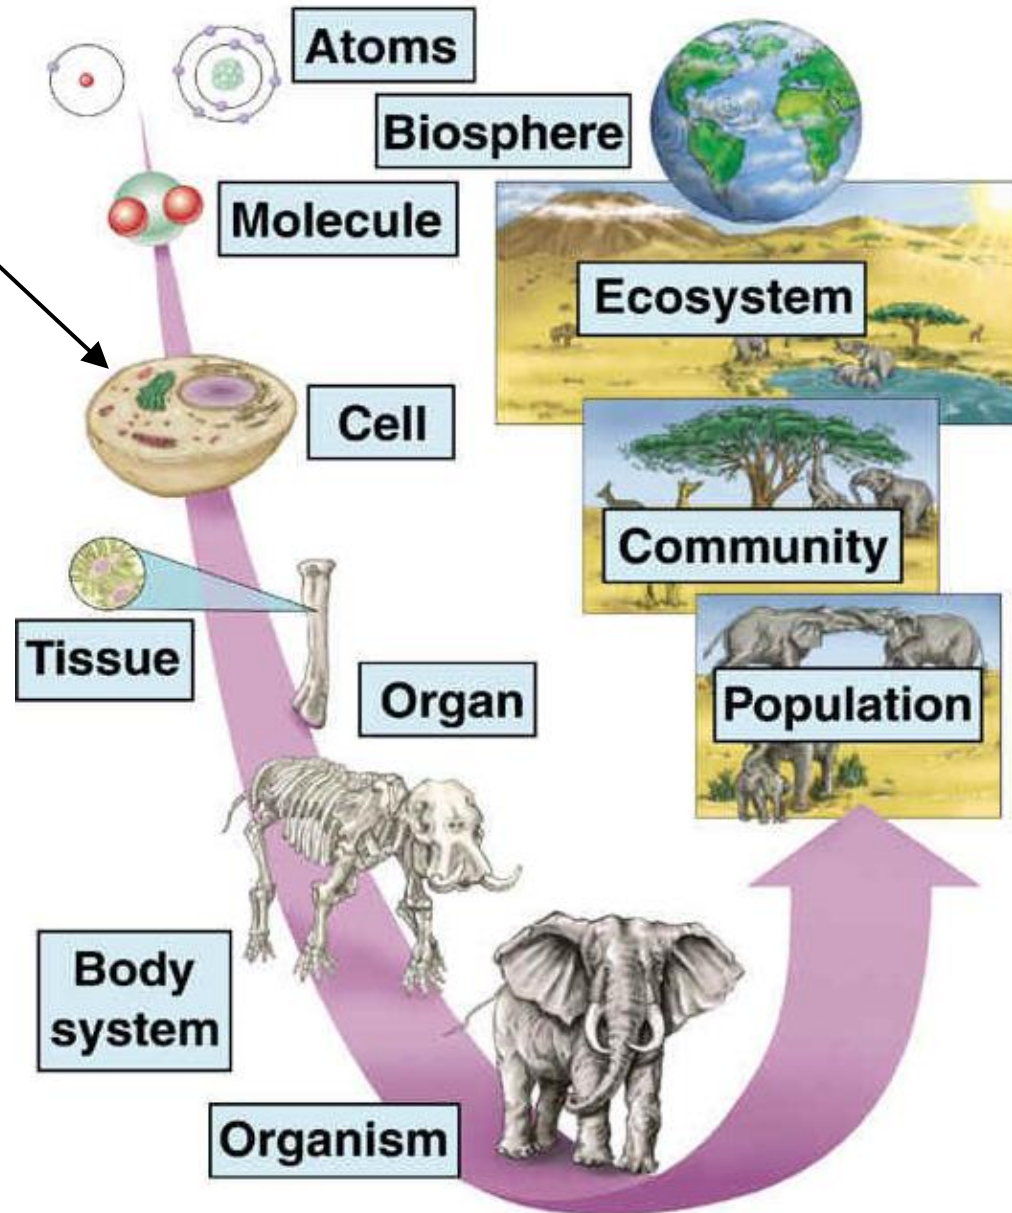 Atoms
Biosphere
Molecule
Ecosystem
Cell
Community
Tissue
Organ
Population
Body
system
Organism